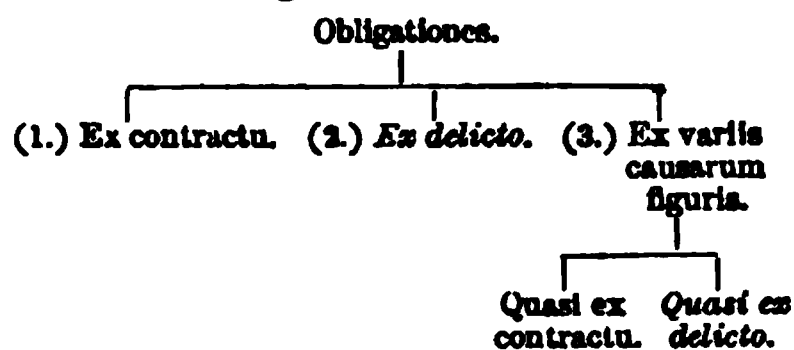 Obligationes.
(1.) Ex contractu. (2.) Ex delicto. (3.) Ex variis
causarum
figuris.
Quasi ex Quasi ex
contractu. delicto.